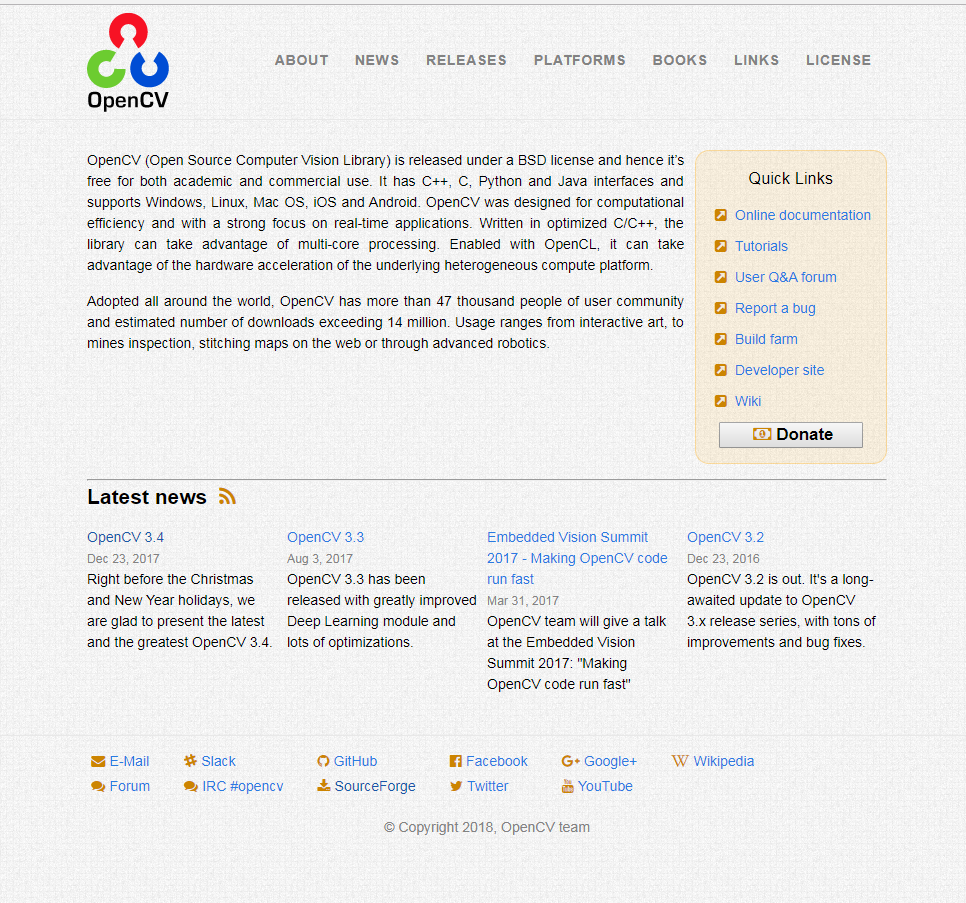 OpenCV
ABOUT NEWS RELEASES PLATFORMS BOOKS LINKS LICENSE
OpenCV (Open Source Computer Vision Library) is released under a BSD license and hence it’s
free for both academic and commercial use. It has C++, C, Python and Java interfaces and
supports Windows, Linux, Mac OS, iOS and Android. OpenCV was designed for computational
efficiency and with a strong focus on real-time applications. Written in optimized C/C++, the
library can take advantage of multi-core processing. Enabled with OpenCL, it can take
advantage of the hardware acceleration of the underlying heterogeneous compute platform.
Adopted all around the world, OpenCV has more than 47 thousand people of user community
and estimated number of downloads exceeding 14 million. Usage ranges from interactive art, to
mines inspection, stitching maps on the web or through advanced robotics.
Quick Links
Online documentation
Tutorials
User Q&A forum
Report a bug
Build farm
Developer site
Wiki
Donate
Latest news
OpenCV 3.4
Dec 23, 2017
Right before the Christmas
and New Year holidays, we
are glad to present the latest
and the greatest OpenCV 3.4.
OpenCV 3.3
Aug 3, 2017
OpenCV 3.3 has been
released with greatly improved
Deep Learning module and
lots of optimizations.
Embedded Vision Summit
2017 - Making OpenCV code
run fast
Mar 31, 2017
OpenCV team will give a talk
at the Embedded Vision
Summit 2017: "Making
OpenCV code run fast"
OpenCV 3.2
Dec 23, 2016
OpenCV 3.2 is out. It's a long-
awaited update to OpenCV
3.x release series, with tons of
improvements and bug fixes.
E-Mail Slack GitHub Facebook Google+ Wikipedia
Forum IRC #opencv SourceForge Twitter YouTube
© Copyright 2018, OpenCV team